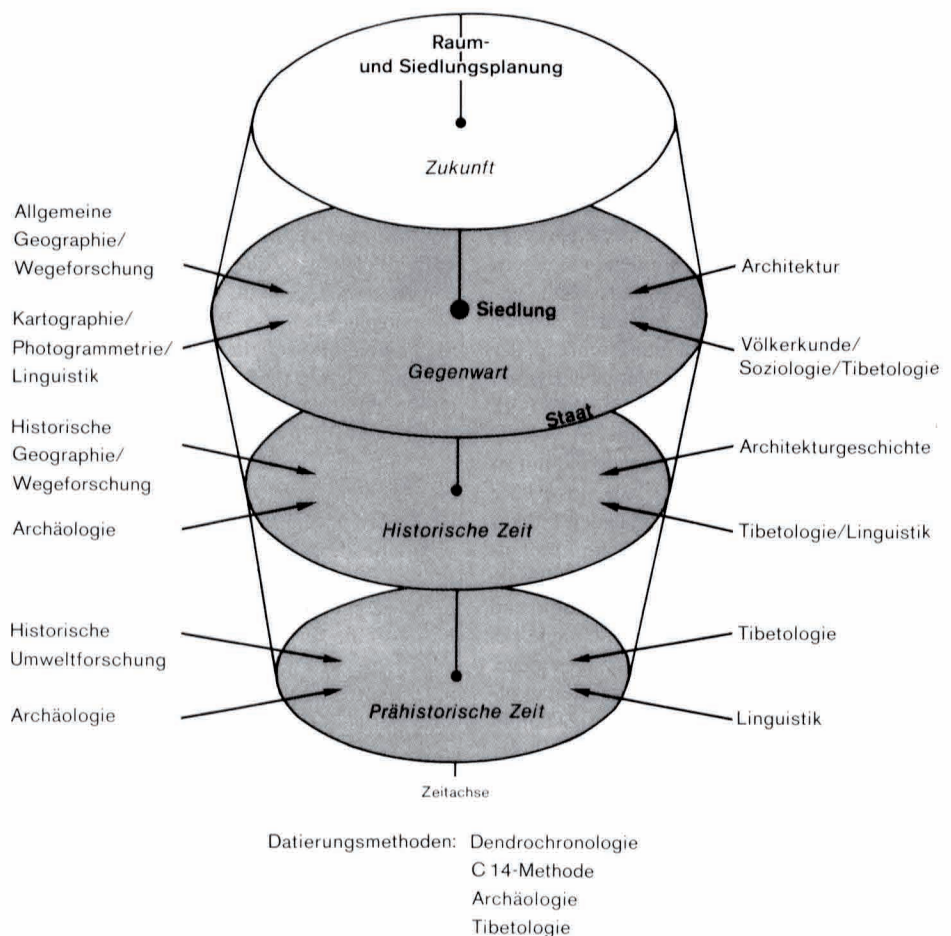 Raum-
und Siedlungsplanung
Zukunft
Allgemeine
Geographie/
Wegeforschung
Kartographie/
Photogrammetrie/
Linguistik
Siedlung
Gegenwart
Staat
Architektur
Völkerkunde/
Soziologie/Tibetologie
Historische
Geographie/
Wegeforschung
Archäologie
Historische Zeit
Architekturgeschichte
Tibetologie/Linguistik
Historische
Umweltforschung
Archäologie
Prähistorische Zeit
Tibetologie
Linguistik
Zeitachse
Datierungsmethoden: Dendrochronologie
C 14-Methode
Archäologie
Tibetologie